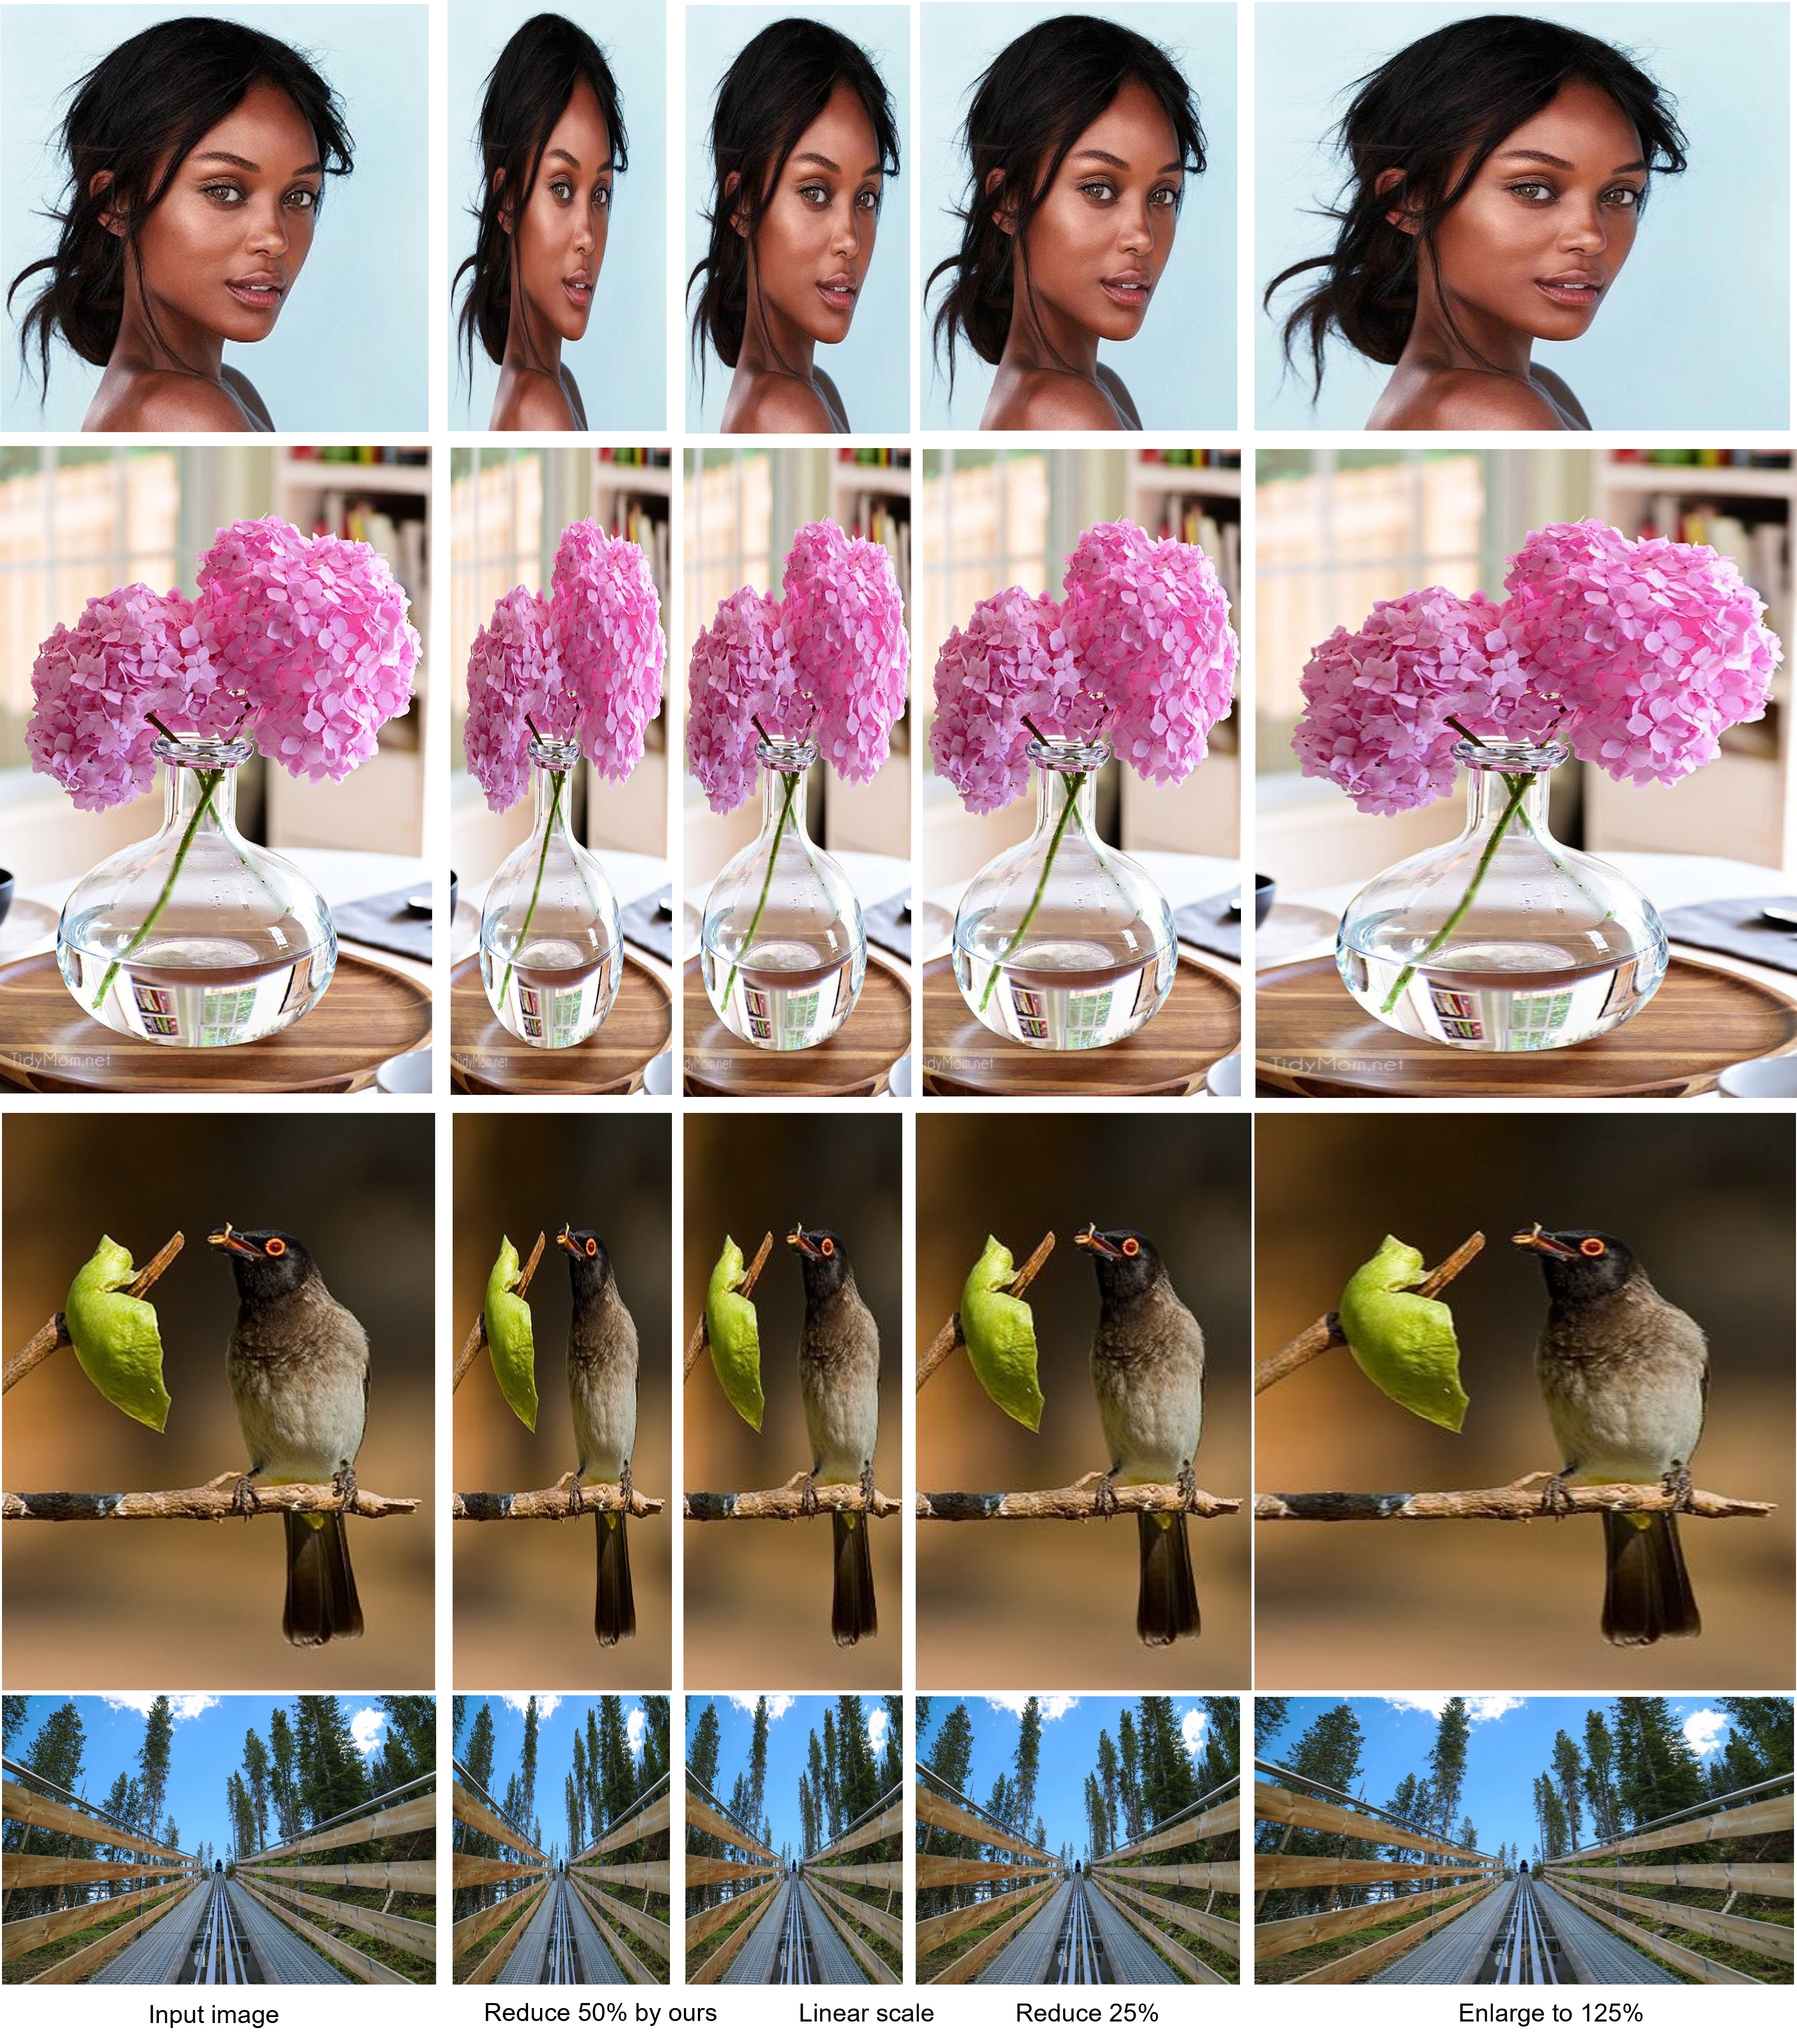 TidyMom.net
TidyMom.net
idyMom.net
idyMom.net
TidyMom.net
Input image
Reduce 50% by ours
Linear scale
Reduce 25%
Enlarge to 125%